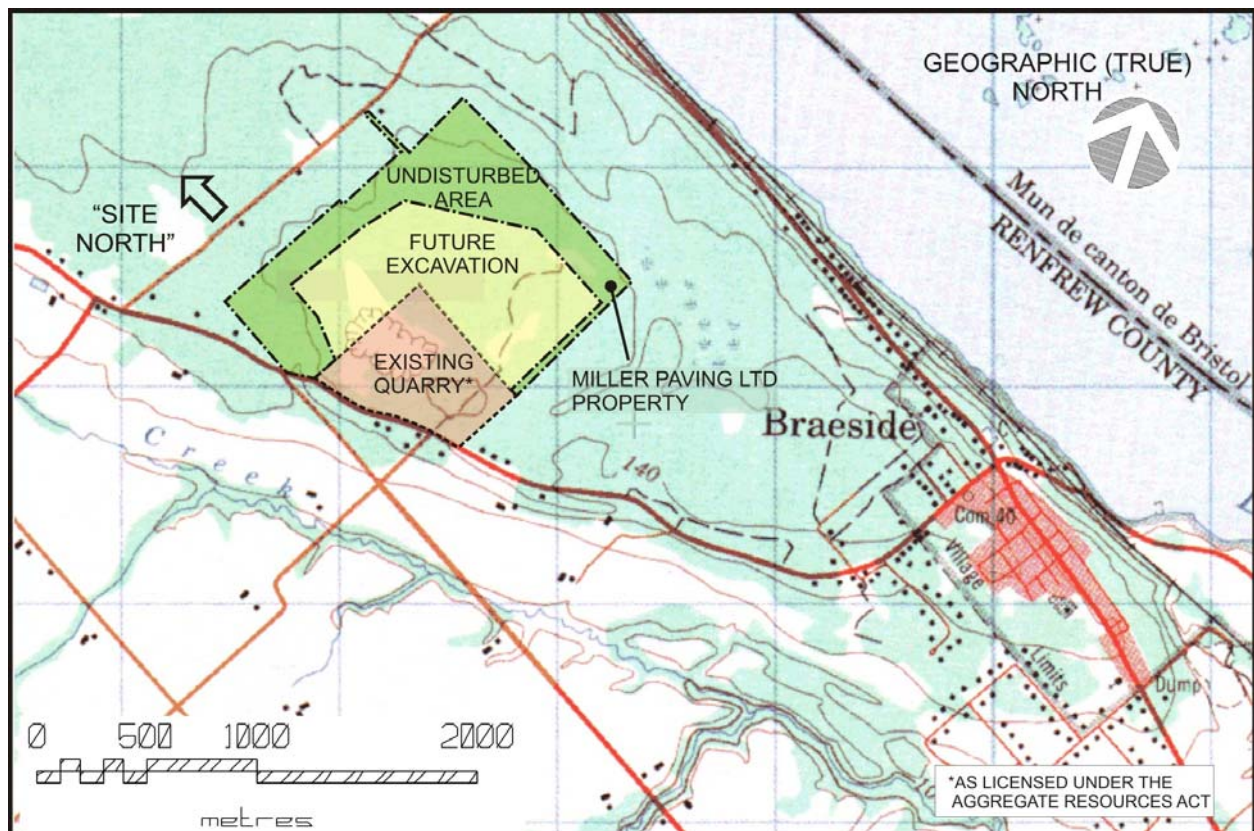 GEOGRAPHIC (TRUE)
NORTH
UNDISTURBED
AREA
"SITE
NORTH"
FUTURE
EXCAVATION
EXISTING
QUARRY*
MILLER PAVING LTD
PROPERTY
Mun de canton de Bristol
RENFREW COUNTY
Braeside
Creek
140
Com 40
Village
Limits
Dump
0 500 1000 2000
metres
*AS LICENSED UNDER THE
AGGREGATE RESOURCES ACT